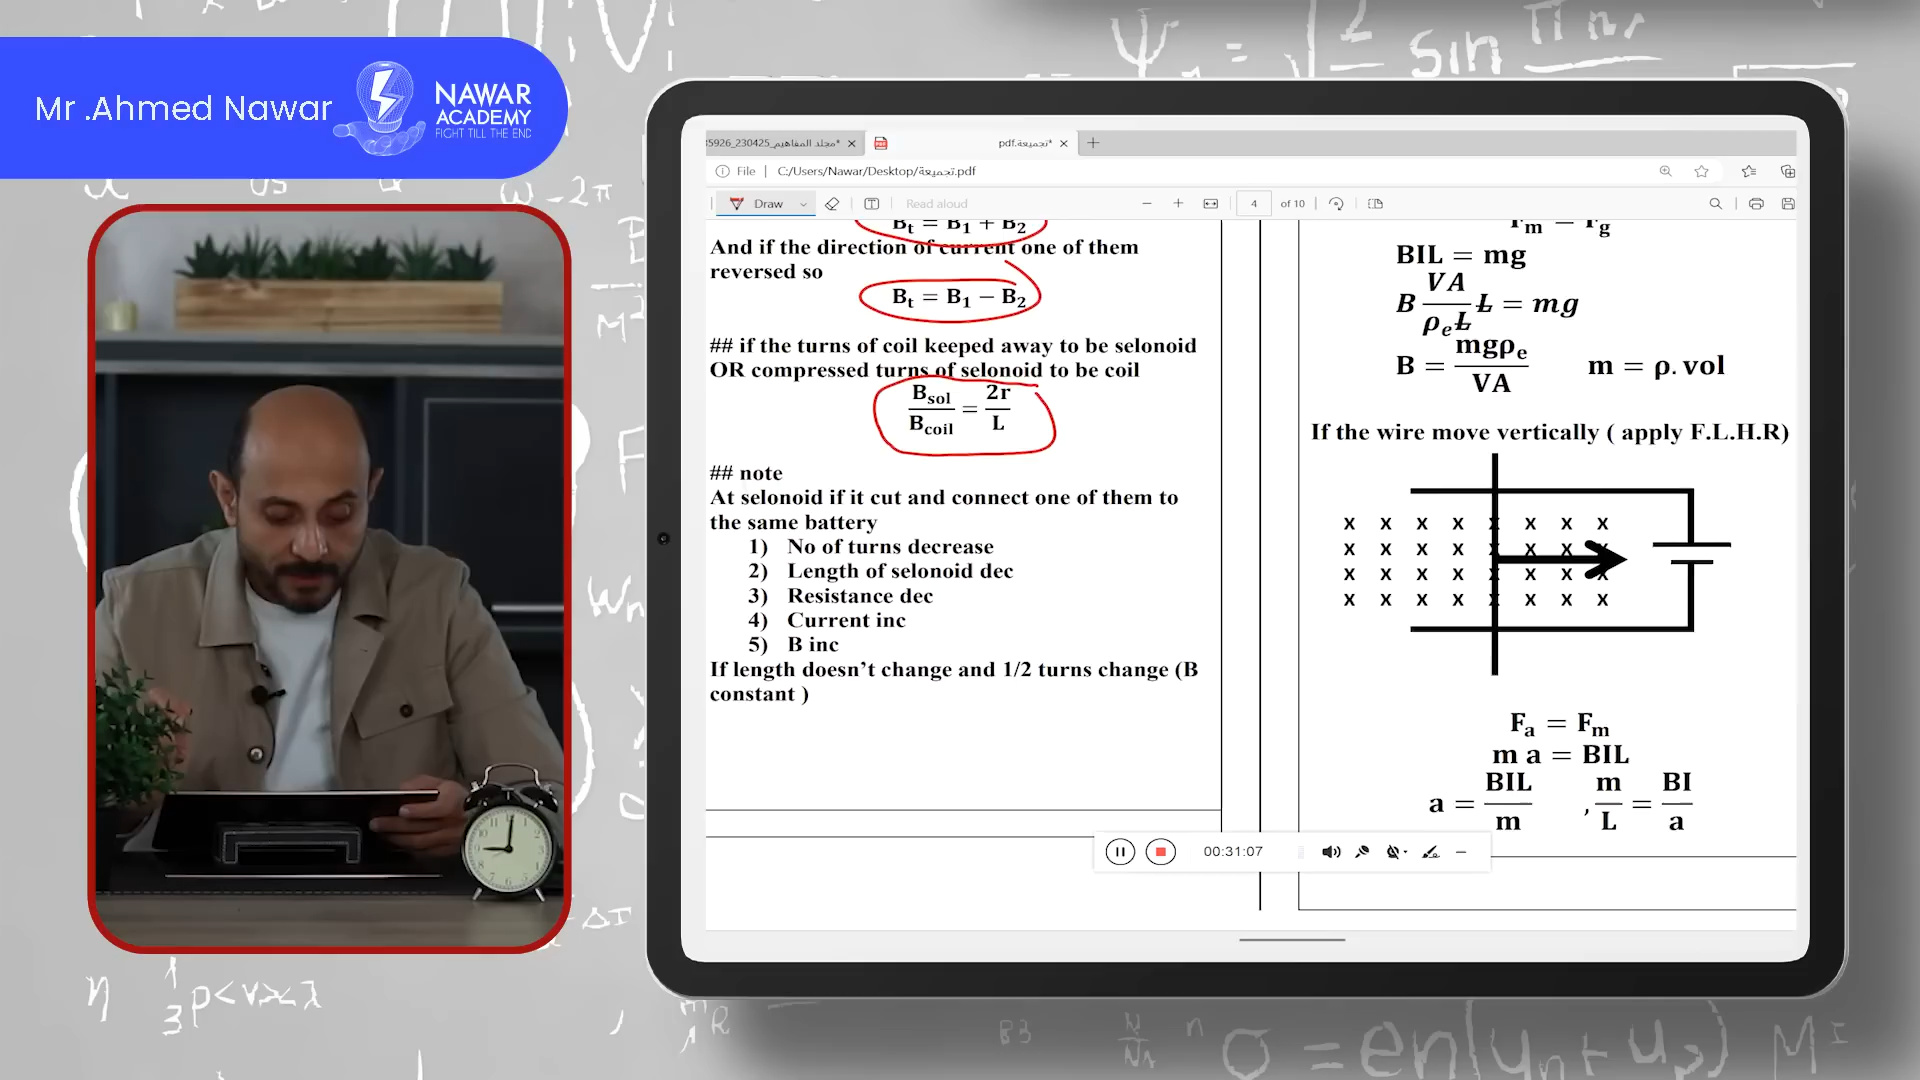 Mr .Ahmed Nawar
NAWAR
ACADEMY
FIGHT TILL THE END
مجلد المفاهيم_230425_35926*
*تجميعة.pdf
File | C:/Users/Nawar/Desktop/تجميعة.pdf
Draw
Read aloud
4 of 10
Bt = B1 + B2
And if the direction of current one of them
reversed so
Bt = B1 − B2
## if the turns of coil keeped away to be selonoid
OR compressed turns of selonoid to be coil
Bsol / Bcoil = 2r / L
## note
At selonoid if it cut and connect one of them to
the same battery
1) No of turns decrease
2) Length of selonoid dec
3) Resistance dec
4) Current inc
5) B inc
If length doesn’t change and 1/2 turns change (B
constant )
Fm = Fg
BIL = mg
B VA / ρeL L = mg
B = mgρe / VA m = ρ. vol
If the wire move vertically ( apply F.L.H.R)
x x x x x x x x
x x x x x x x x
x x x x x x x x
x x x x x x x x
Fa = Fm
m a = BIL
a = BIL / m , m / L = BI / a
00:31:07